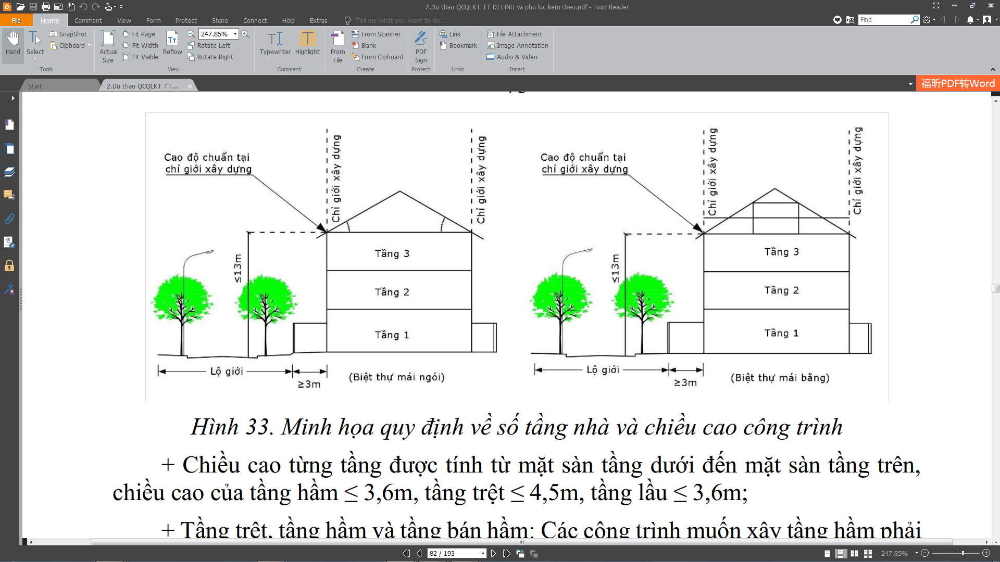 2.Du thao QCQLKT TT DI LINH va phu luc kem theo.pdf - Foxit Reader
File Home Comment View Form Protect Share Connect Help Extras Tell me what you want to do.. Find
Hand
Select
SnapShot
Clipboard
Tools
Actual Size
Fit Page
Fit Width
Fit Visible
Reflow
247.85%
Rotate Left
Rotate Right
View
Typewriter
Highlight
Comment
From File
From Scanner
Blank
From Clipboard
Create
PDF Sign
Protect
Link
Bookmark
Links
File Attachment
Image Annotation
Audio & Video
Insert
Start
2.Du thao QCQLKT TT...
福昕PDF转Word
Cao độ chuẩn tại
chỉ giới xây dựng
Chỉ giới xây dựng
Chỉ giới xây dựng
≤13m
Tầng 3
Tầng 2
Tầng 1
Lộ giới
≥3m
(Biệt thự mái ngói)
Cao độ chuẩn tại
chỉ giới xây dựng
Chỉ giới xây dựng
Chỉ giới xây dựng
≤13m
Tầng 3
Tầng 2
Tầng 1
Lộ giới
≥3m
(Biệt thự mái bằng)
Hình 33. Minh họa quy định về số tầng nhà và chiều cao công trình
+ Chiều cao từng tầng được tính từ mặt sàn tầng dưới đến mặt sàn tầng trên,
chiều cao của tầng hầm ≤ 3,6m, tầng trệt ≤ 4,5m, tầng lầu ≤ 3,6m;
+ Tầng trệt, tầng hầm và tầng bán hầm: Các công trình muốn xây tầng hầm phải
82 / 193
247.85%